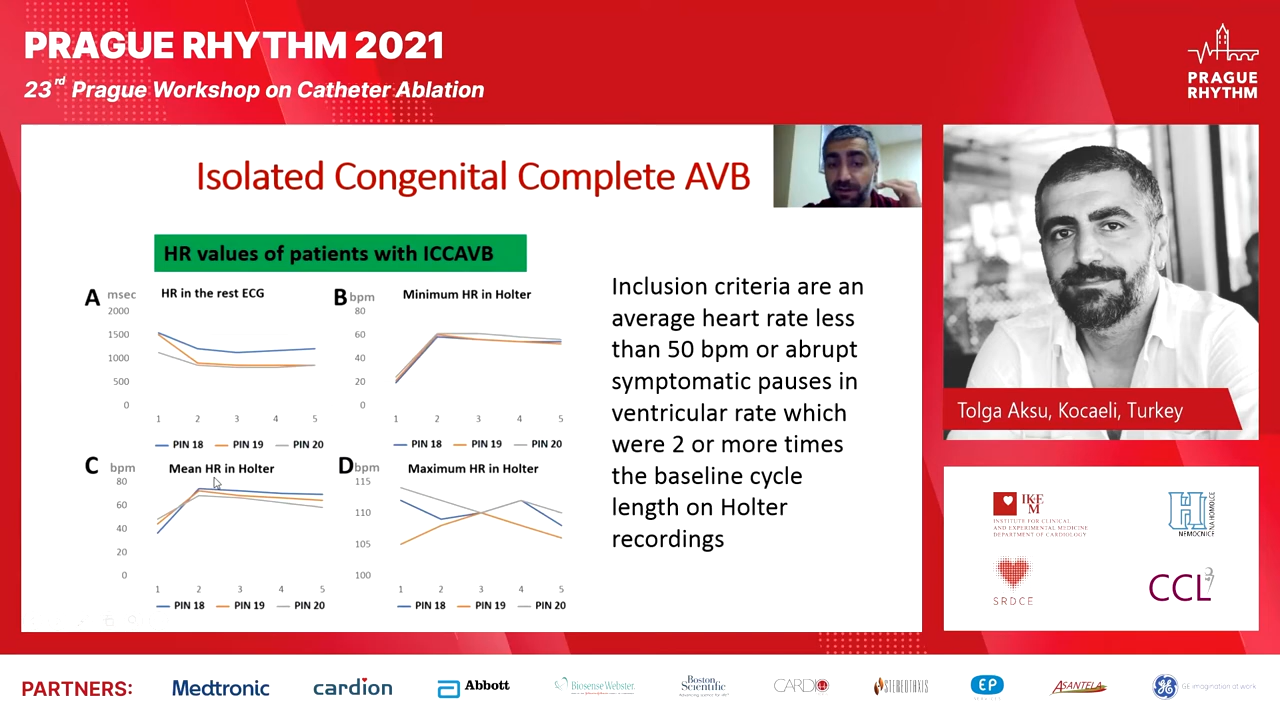 PRAGUE RHYTHM 2021
23rd Prague Workshop on Catheter Ablation
PRAGUE
RHYTHM
Isolated Congenital Complete AVB
HR values of patients with ICCAVB
A
msec
HR in the rest ECG
2000
1500
1000
500
0
1 2 3 4 5
PIN 18 PIN 19 PIN 20
B
bpm
Minimum HR in Holter
80
60
40
20
0
1 2 3 4 5
PIN 18 PIN 19 PIN 20
C
bpm
Mean HR in Holter
80
60
40
20
0
1 2 3 4 5
PIN 18 PIN 19 PIN 20
D
bpm
Maximum HR in Holter
115
110
105
100
1 2 3 4 5
PIN 18 PIN 19 PIN 20
Inclusion criteria are an
average heart rate less
than 50 bpm or abrupt
symptomatic pauses in
ventricular rate which
were 2 or more times
the baseline cycle
length on Holter
recordings
Tolga Aksu, Kocaeli, Turkey
IKEM
INSTITUTE FOR CLINICAL
AND EXPERIMENTAL MEDICINE
DEPARTMENT OF CARDIOLOGY
NEMOCNICE
NA HOMOLCE
SRDCE
CCL
PARTNERS:
Medtronic
cardion
Abbott
Biosense Webster
Boston
Scientific
CARDIO
STEREOTAXIS
EP
ASANTELA
GE imagination at work